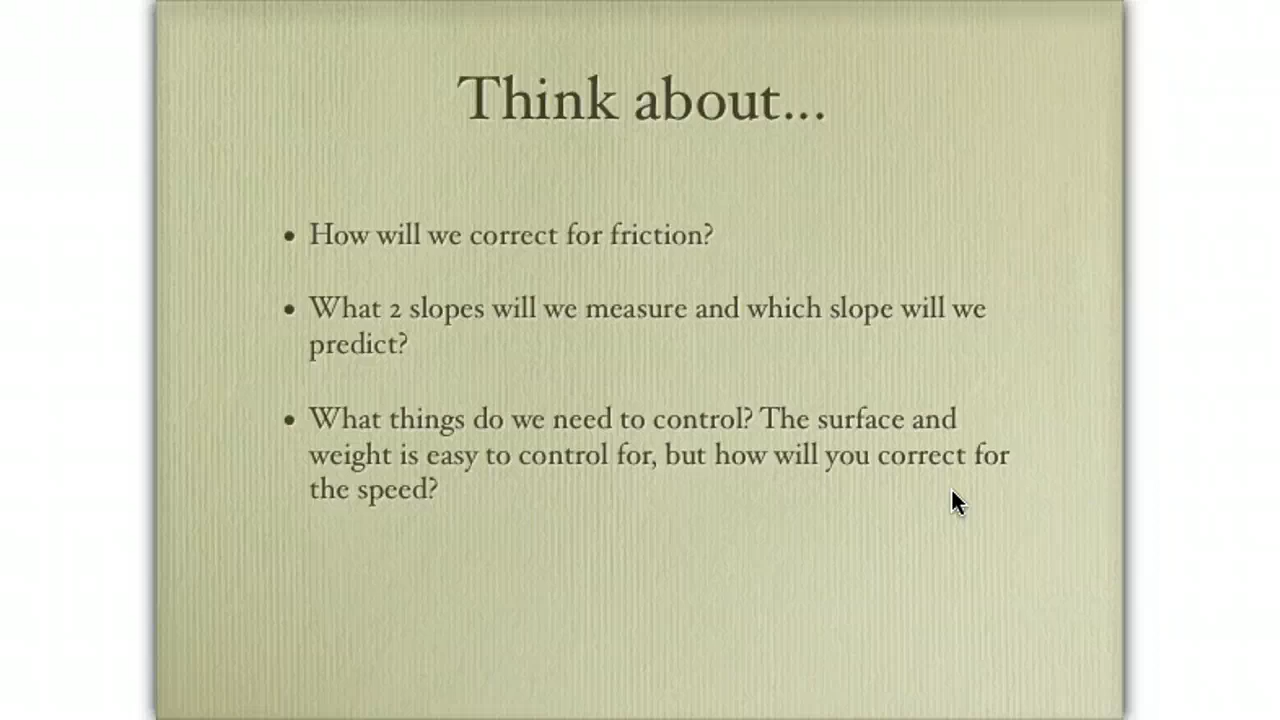 Think about...
• How will we correct for friction?
• What 2 slopes will we measure and which slope will we
predict?
• What things do we need to control? The surface and
weight is easy to control for, but how will you correct for
the speed?